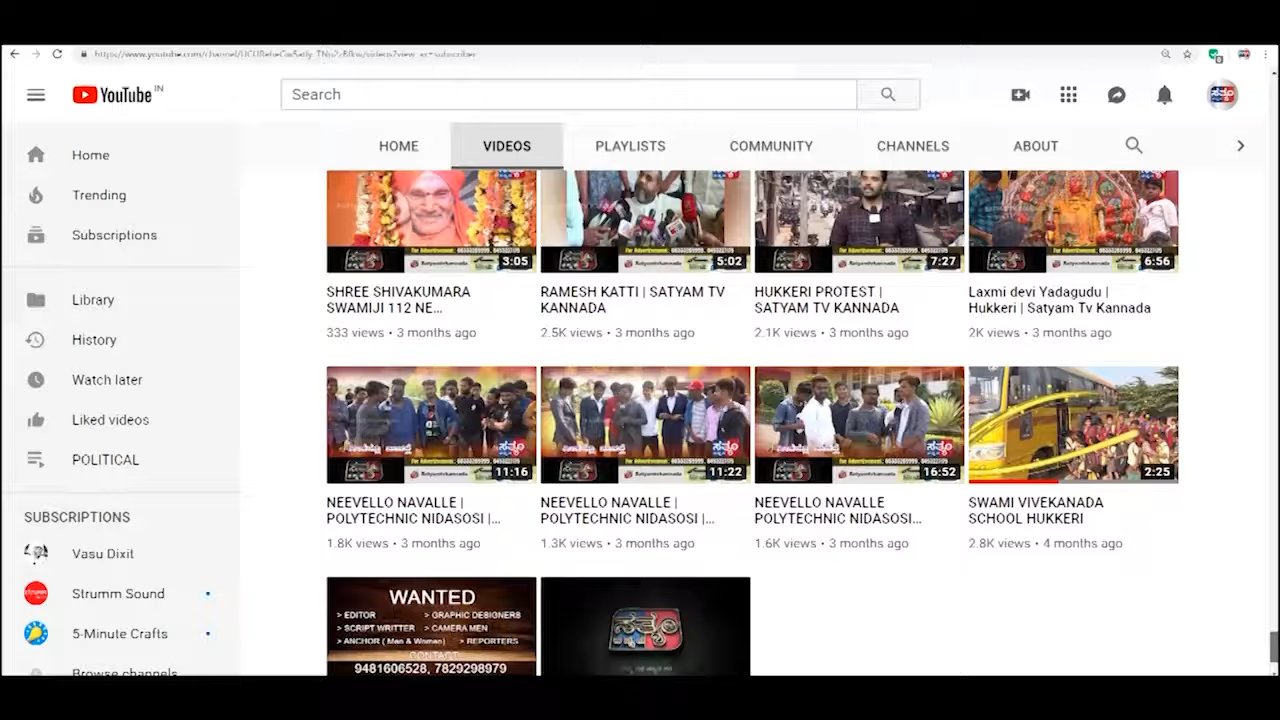 YouTube IN
Search
HOME
VIDEOS
PLAYLISTS
COMMUNITY
CHANNELS
ABOUT
Home
Trending
Subscriptions
Library
History
Watch later
Liked videos
POLITICAL
SUBSCRIPTIONS
Vasu Dixit
Strumm Sound
5-Minute Crafts
Browse channels
3:05
5:02
7:27
6:56
SHREE SHIVAKUMARA SWAMIJI 112 NE...
333 views • 3 months ago
RAMESH KATTI | SATYAM TV KANNADA
2.5K views • 3 months ago
HUKKERI PROTEST | SATYAM TV KANNADA
2.1K views • 3 months ago
Laxmi devi Yadagudu | Hukkeri | Satyam Tv Kannada
2K views • 3 months ago
ಸತ್ಯಂ
11:16
11:22
16:52
2:25
NEEVELLO NAVALLE | POLYTECHNIC NIDASOSI |...
1.8K views • 3 months ago
NEEVELLO NAVALLE | POLYTECHNIC NIDASOSI |...
1.3K views • 3 months ago
NEEVELLO NAVALLE POLYTECHNIC NIDASOSI...
1.6K views • 3 months ago
SWAMI VIVEKANADA SCHOOL HUKKERI
2.8K views • 4 months ago
WANTED
> EDITOR > GRAPHIC DESIGNERS
> SCRIPT WRITTER > CAMERA MEN
> ANCHOR ( Men & Woman) > REPORTERS
CONTACT
9481606528, 7829298979
ಸತ್ಯಂ